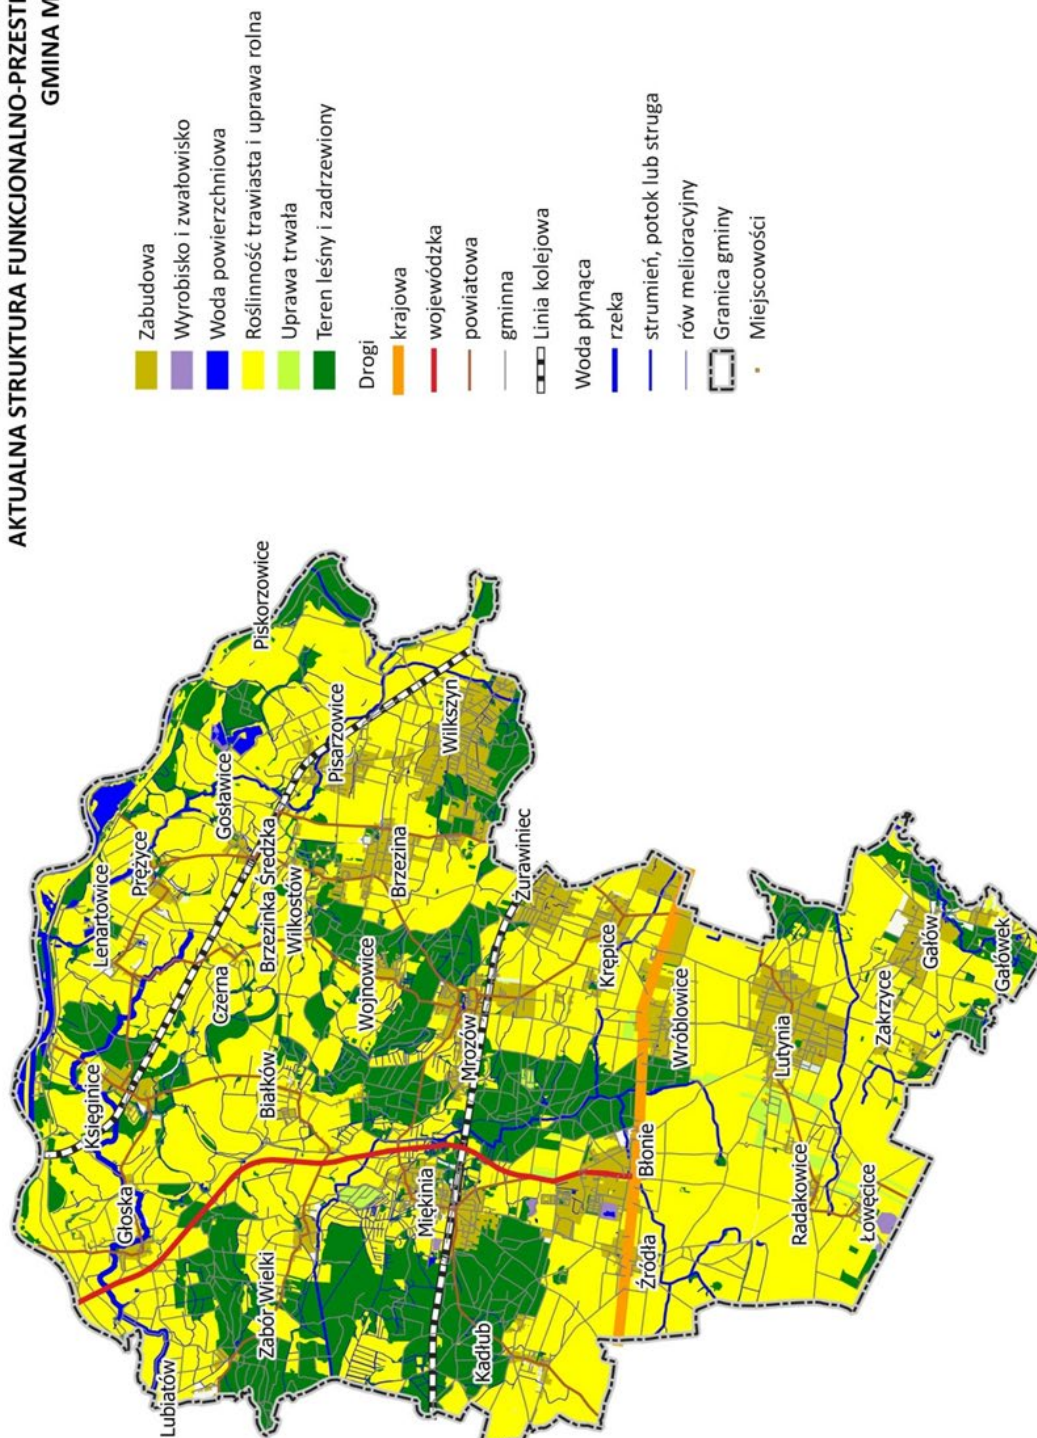 AKTUALNA STRUKTURA FUNKCJONALNO-PRZESTR
GMINA M
Zabudowa
Wyrobisko i zwałowisko
Woda powierzchniowa
Roślinność trawiasta i uprawa rolna
Uprawa trwała
Teren leśny i zadrzewiony
Drogi
krajowa
wojewódzka
powiatowa
gminna
Linia kolejowa
Woda płynąca
rzeka
strumień, potok lub struga
rów melioracyjny
Granica gminy
Miejscowości
Księginice
Lenartowice
Głoska
Prężyce
Lubiatów
Gosławice
Czerna
Piskorzowice
Zabór Wielki
Białków
Brzezinka Średzka
Wilkostów
Pisarzowice
Wojnowice
Brzezina
Miękinia
Wilkszyn
Mrozów
Kadłub
Żurawiniec
Krępice
Źródła
Błonie
Wróblowice
Lutynia
Radakowice
Łowęcice
Zakrzyce
Gałów
Gałówek